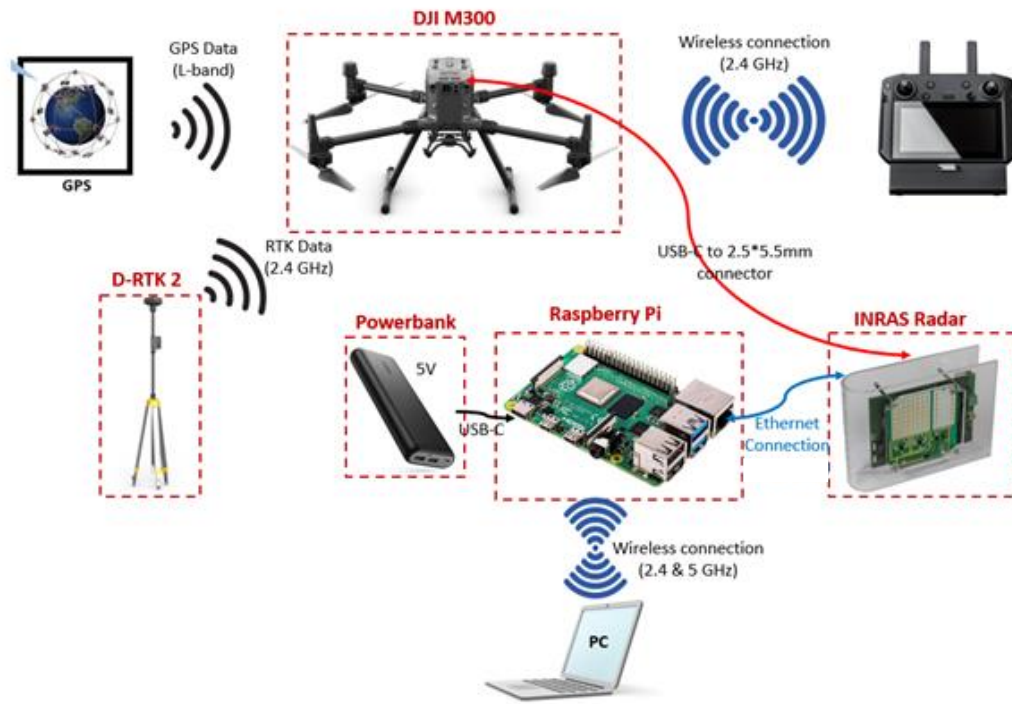 DJI M300
GPS Data
(L-band)
Wireless connection
(2.4 GHz)
GPS
RTK Data
(2.4 GHz)
USB-C to 2.5*5.5mm
connector
D-RTK 2
Powerbank
5V
USB-C
Raspberry Pi
INRAS Radar
Ethernet
Connection
Wireless connection
(2.4 & 5 GHz)
PC